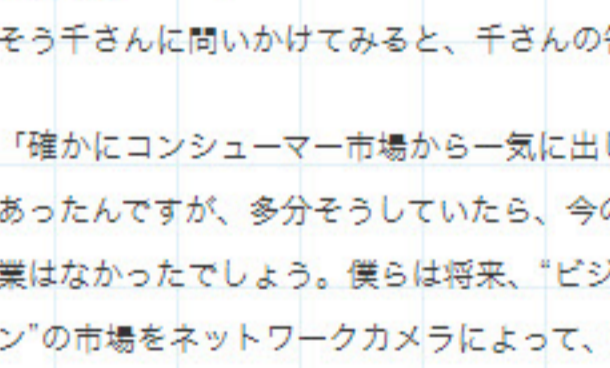 そう千さんに問いかけてみると、千さんの
「確かにコンシューマー市場から一気に出し
あったんですが、多分そうしていたら、今の
業はなかったでしょう。僕らは将来、“ビジ
ン”の市場をネットワークカメラによって、